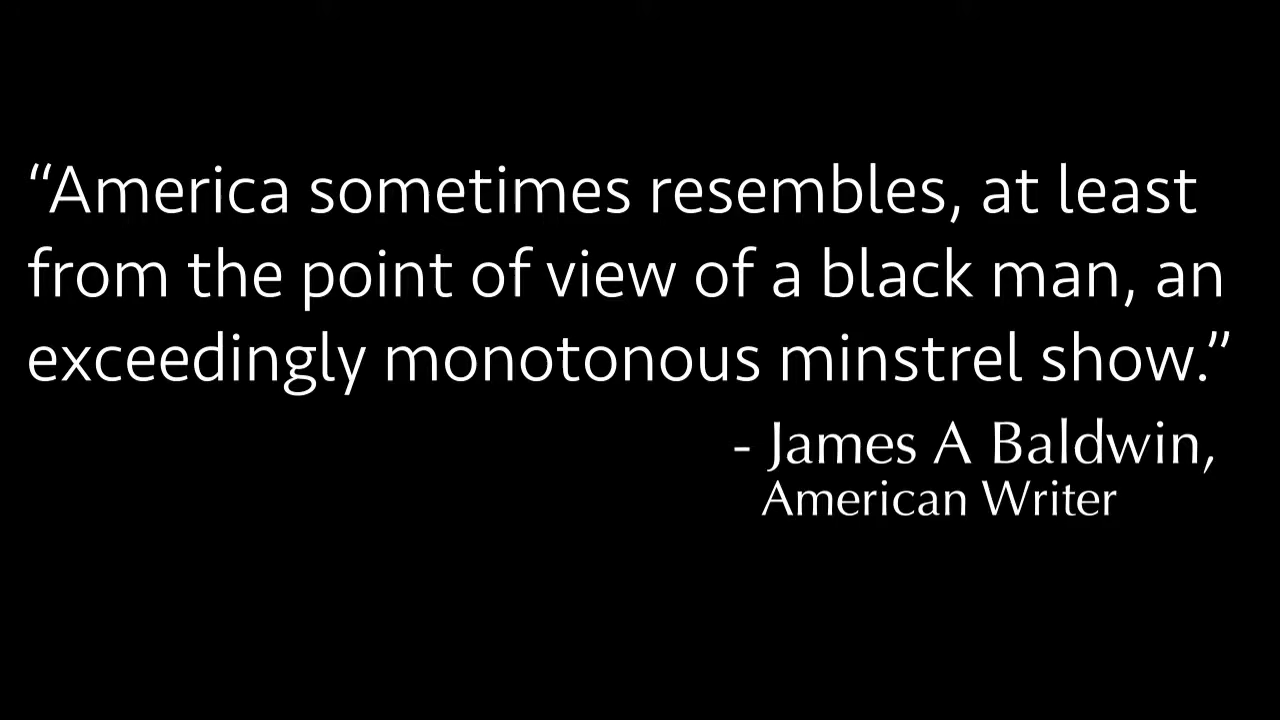 “America sometimes resembles, at least
from the point of view of a black man, an
exceedingly monotonous minstrel show.”
- James A Baldwin,
American Writer